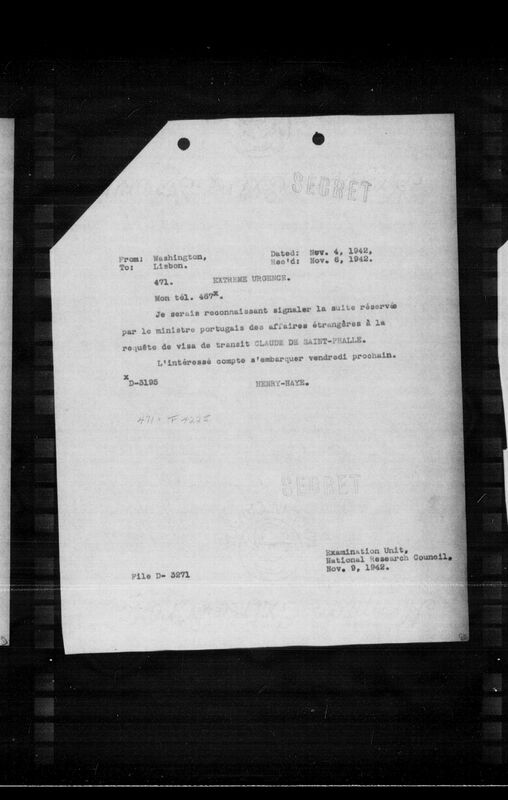 SECRET
From: Washington, Dated: Nov. 4, 1942,
To: Lisbon. Rec'd: Nov. 6, 1942.
471. EXTREME URGENCE.
Mon tél. 467x.
Je serais reconnaissant signaler la suite réservée
par le ministre portugais des affaires étrangères à la
requête de visa de transit CLAUDE DE SAINT-PHALLE.
L'intéressé compte s'embarquer vendredi prochain.
x D-3195 HENRY-HAYE.
471
SECRET
Examination Unit,
National Research Council,
Nov. 9, 1942.
File D- 3271